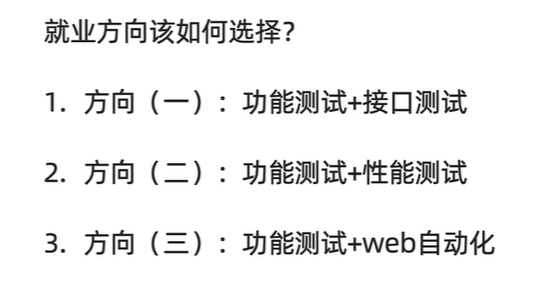 就业方向该如何选择？
1. 方向（一）：功能测试+接口测试
2. 方向（二）：功能测试+性能测试
3. 方向（三）：功能测试+web自动化